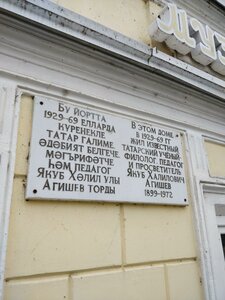 МУЗ
Бу йортта
1929-69 елларда
күренекле
татар галиме,
әдәбият белгече,
мәгърифәтче
һәм педагог
Якуб Хәлил улы
Агишев торды
В этом доме
в 1929-69 гг
жил известный
татарский ученый-
филолог, педагог
и просветитель
Якуб Халилович
Агишев
1899-1972